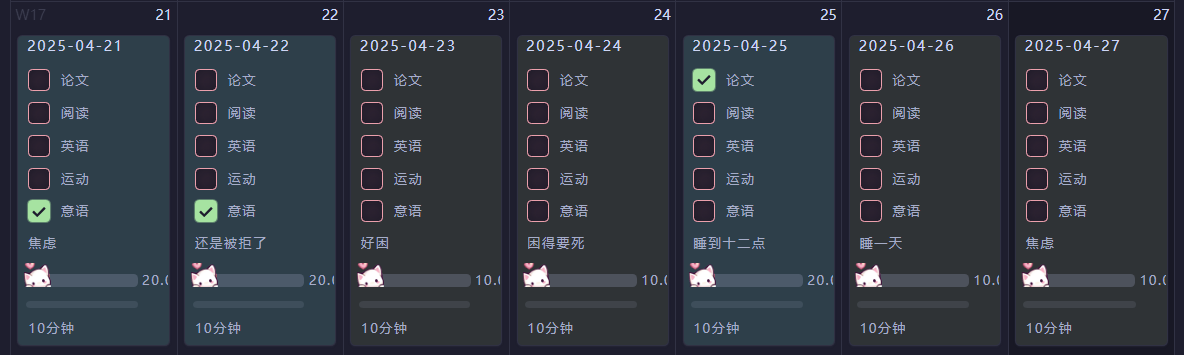 W17 21
2025-04-21
论文
阅读
英语
运动
意语
焦虑
20.0
10分钟
22
2025-04-22
论文
阅读
英语
运动
意语
还是被拒了
20.0
10分钟
23
2025-04-23
论文
阅读
英语
运动
意语
好困
10.0
10分钟
24
2025-04-24
论文
阅读
英语
运动
意语
困得要死
10.0
10分钟
25
2025-04-25
论文
阅读
英语
运动
意语
睡到十二点
20.0
10分钟
26
2025-04-26
论文
阅读
英语
运动
意语
睡一天
10.0
10分钟
27
2025-04-27
论文
阅读
英语
运动
意语
焦虑
10.0
10分钟